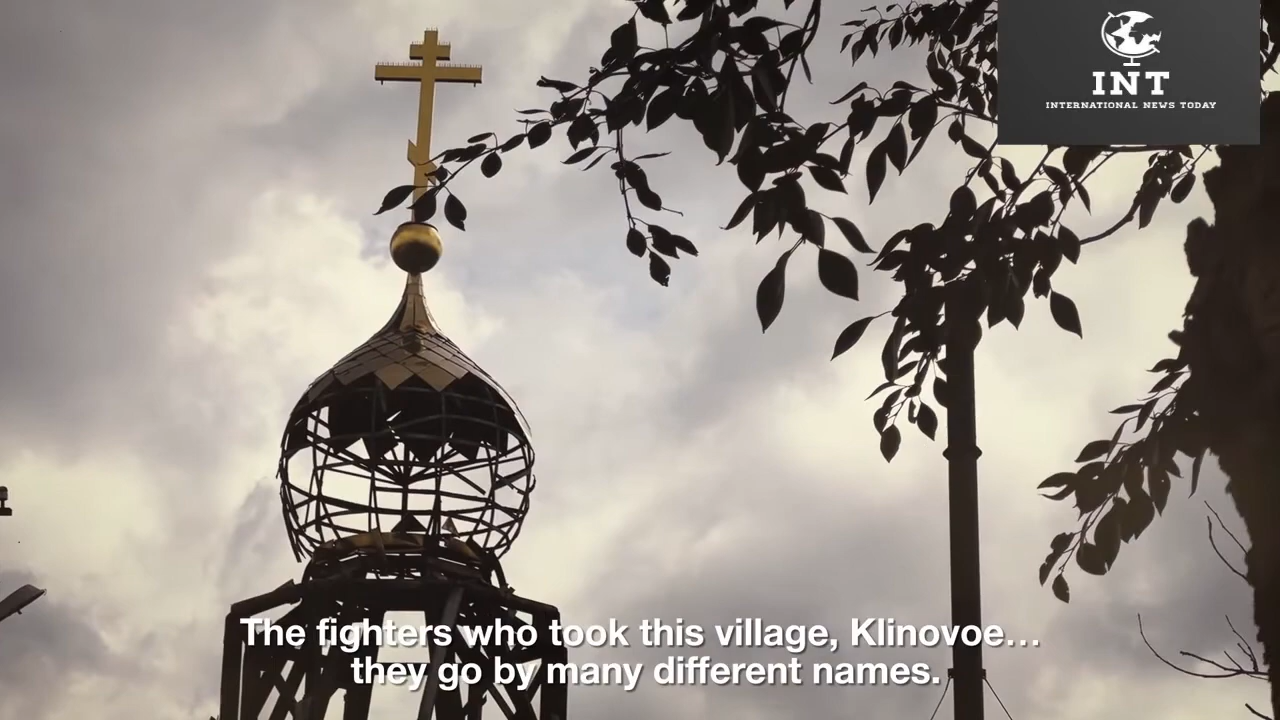 INT
INTERNATIONAL NEWS TODAY
The fighters who took this village, Klinovoe...
they go by many different names.